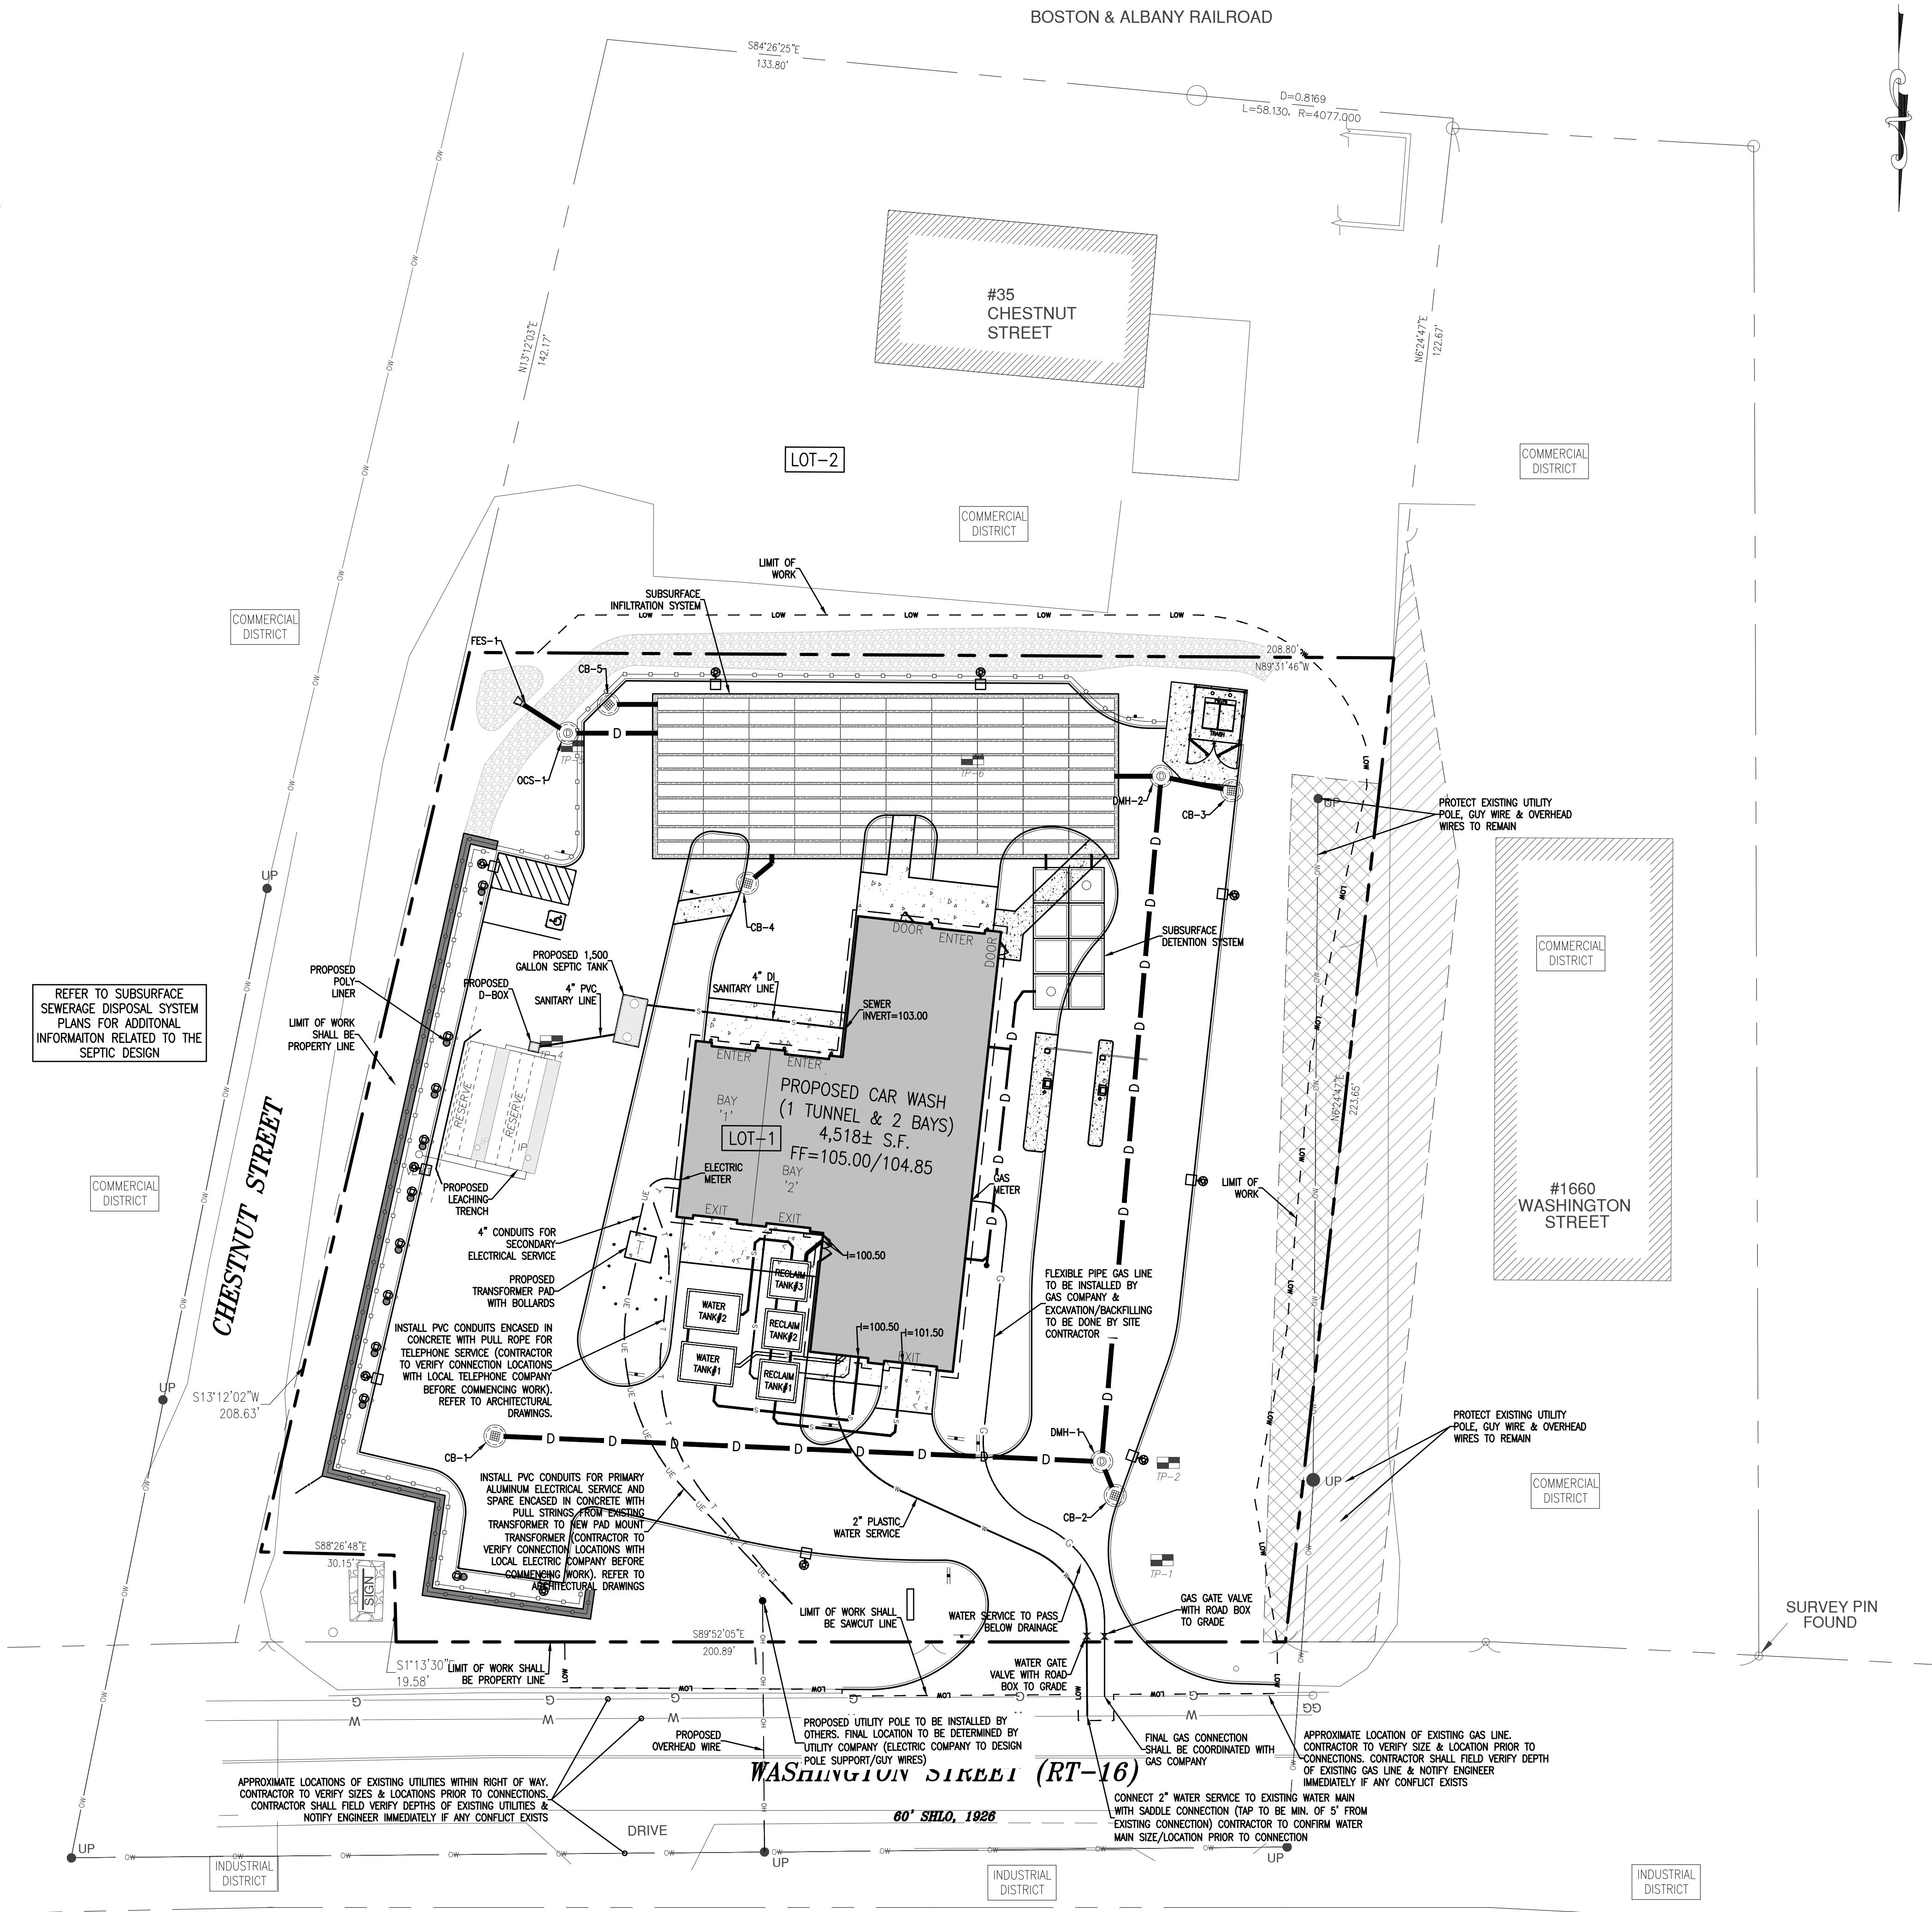 BOSTON & ALBANY RAILROAD
S84°26'25"E
133.80'
D=0.8169
L=58.130, R=4077.000
N13°12'03"E
142.17'
#35
CHESTNUT
STREET
N6°24'47"E
122.67'
LOT-2
COMMERCIAL
DISTRICT
COMMERCIAL
DISTRICT
COMMERCIAL
DISTRICT
LIMIT OF
WORK
SUBSURFACE
INFILTRATION SYSTEM
LOW
LOW
LOW
LOW
LOW
FES-1
CB-5
208.80'
N89°31'46"W
OCS-1
D
TP-5
TP-6
TRASH
DMH-2
CB-3
UP
PROTECT EXISTING UTILITY
POLE, GUY WIRE & OVERHEAD
WIRES TO REMAIN
UP
CB-4
DOOR
ENTER
DOOR
SUBSURFACE
DETENTION SYSTEM
COMMERCIAL
DISTRICT
PROPOSED 1,500
GALLON SEPTIC TANK
PROPOSED
POLY
LINER
PROPOSED
D-BOX
4" PVC
SANITARY LINE
4" DI
SANITARY LINE
SEWER
INVERT=103.00
REFER TO SUBSURFACE
SEWERAGE DISPOSAL SYSTEM
PLANS FOR ADDITONAL
INFORMAITON RELATED TO THE
SEPTIC DESIGN
LIMIT OF WORK
SHALL BE
PROPERTY LINE
TP-4
ENTER
ENTER
RESERVE
RESERVE
PROPOSED CAR WASH
(1 TUNNEL & 2 BAYS)
4,518± S.F.
FF=105.00/104.85
BAY
'1'
LOT-1
BAY
'2'
N6°24'47"E
223.65'
CHESTNUT STREET
COMMERCIAL
DISTRICT
IP
IP
ELECTRIC
METER
GAS
METER
PROPOSED
LEACHING
TRENCH
LIMIT OF
WORK
#1660
WASHINGTON
STREET
EXIT
EXIT
4" CONDUITS FOR
SECONDARY
ELECTRICAL SERVICE
I=100.50
PROPOSED
TRANSFORMER PAD
WITH BOLLARDS
RECLAIM
TANK#3
WATER
TANK#2
RECLAIM
TANK#2
WATER
TANK#1
RECLAIM
TANK#1
I=100.50
I=101.50
EXIT
FLEXIBLE PIPE GAS LINE
TO BE INSTALLED BY
GAS COMPANY &
EXCAVATION/BACKFILLING
TO BE DONE BY SITE
CONTRACTOR
INSTALL PVC CONDUITS ENCASED IN
CONCRETE WITH PULL ROPE FOR
TELEPHONE SERVICE (CONTRACTOR
TO VERIFY CONNECTION LOCATIONS
WITH LOCAL TELEPHONE COMPANY
BEFORE COMMENCING WORK).
REFER TO ARCHITECTURAL
DRAWINGS.
UP
S13°12'02"W
208.63'
CB-1
D D D D D D D D
DMH-1
TP-2
PROTECT EXISTING UTILITY
POLE, GUY WIRE & OVERHEAD
WIRES TO REMAIN
UP
INSTALL PVC CONDUITS FOR PRIMARY
ALUMINUM ELECTRICAL SERVICE AND
SPARE ENCASED IN CONCRETE WITH
PULL STRINGS FROM EXISTING
TRANSFORMER TO NEW PAD MOUNT
TRANSFORMER (CONTRACTOR TO
VERIFY CONNECTION LOCATIONS WITH
LOCAL ELECTRIC COMPANY BEFORE
COMMENCING WORK). REFER TO
ARCHITECTURAL DRAWINGS
2" PLASTIC
WATER SERVICE
CB-2
COMMERCIAL
DISTRICT
S88°26'48"E
30.15'
SIGN
TP-1
LIMIT OF WORK SHALL
BE SAWCUT LINE
WATER SERVICE TO PASS
BELOW DRAINAGE
GAS GATE VALVE
WITH ROAD BOX
TO GRADE
SURVEY PIN
FOUND
S89°52'05"E
200.89'
S1°13'30"E
19.58'
LIMIT OF WORK SHALL
BE PROPERTY LINE
WATER GATE
VALVE WITH ROAD
BOX TO GRADE
PROPOSED
OVERHEAD WIRE
PROPOSED UTILITY POLE TO BE INSTALLED BY
OTHERS. FINAL LOCATION TO BE DETERMINED BY
UTILITY COMPANY (ELECTRIC COMPANY TO DESIGN
POLE SUPPORT/GUY WIRES)
FINAL GAS CONNECTION
SHALL BE COORDINATED WITH
GAS COMPANY
APPROXIMATE LOCATION OF EXISTING GAS LINE.
CONTRACTOR TO VERIFY SIZE & LOCATION PRIOR TO
CONNECTIONS. CONTRACTOR SHALL FIELD VERIFY DEPTH
OF EXISTING GAS LINE & NOTIFY ENGINEER
IMMEDIATELY IF ANY CONFLICT EXISTS
WASHINGTON STREET (RT-16)
APPROXIMATE LOCATIONS OF EXISTING UTILITIES WITHIN RIGHT OF WAY.
CONTRACTOR TO VERIFY SIZES & LOCATIONS PRIOR TO CONNECTIONS.
CONTRACTOR SHALL FIELD VERIFY DEPTHS OF EXISTING UTILITIES &
NOTIFY ENGINEER IMMEDIATELY IF ANY CONFLICT EXISTS
60' SHLO, 1926
CONNECT 2" WATER SERVICE TO EXISTING WATER MAIN
WITH SADDLE CONNECTION (TAP TO BE MIN. OF 5' FROM
EXISTING CONNECTION) CONTRACTOR TO CONFIRM WATER
MAIN SIZE/LOCATION PRIOR TO CONNECTION
DRIVE
UP
UP
UP
INDUSTRIAL
DISTRICT
INDUSTRIAL
DISTRICT
INDUSTRIAL
DISTRICT